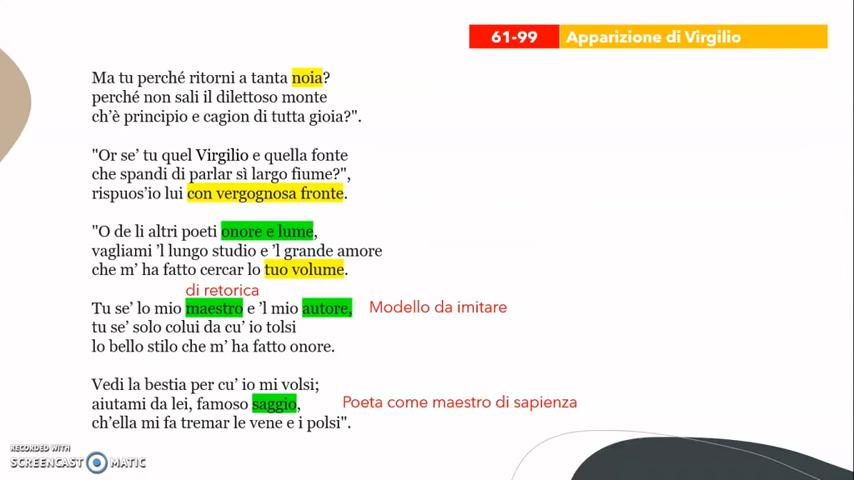 61-99 Apparizione di Virgilio
Ma tu perché ritorni a tanta noia?
perché non sali il dilettoso monte
ch'è principio e cagion di tutta gioia?".
"Or se' tu quel Virgilio e quella fonte
che spandi di parlar sì largo fiume?",
rispuos'io lui con vergognosa fronte.
"O de li altri poeti onore e lume,
vagliami 'l lungo studio e 'l grande amore
che m' ha fatto cercar lo tuo volume.
di retorica
Tu se' lo mio maestro e 'l mio autore, Modello da imitare
tu se' solo colui da cu' io tolsi
lo bello stilo che m' ha fatto onore.
Vedi la bestia per cu' io mi volsi;
aiutami da lei, famoso saggio, Poeta come maestro di sapienza
ch'ella mi fa tremar le vene e i polsi".
RECORDED WITH
SCREENCAST MATIC